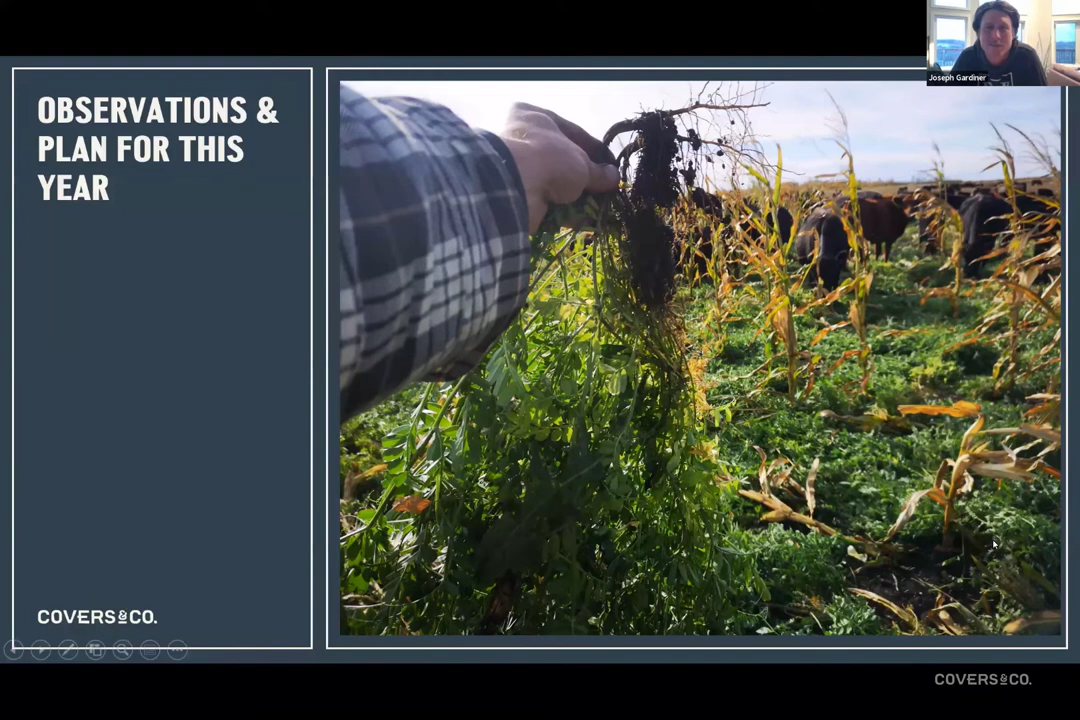 Joseph Gardiner
OBSERVATIONS &
PLAN FOR THIS
YEAR
COVERS&CO.
COVERS&CO.